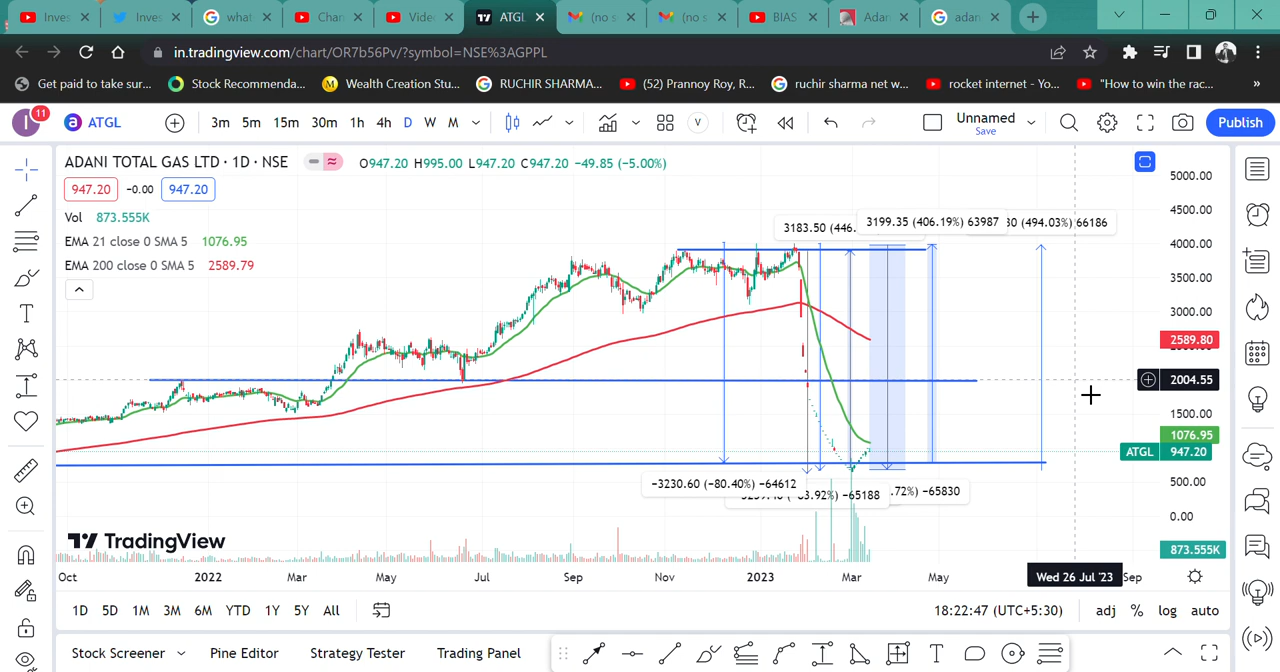 Inves
Inves
what
Chan
Vide
ATGL
(no s
(no s
BIAS
Adan
adan
in.tradingview.com/chart/OR7b56Pv/?symbol=NSE%3AGPPL
Get paid to take sur...
Stock Recommenda...
Wealth Creation Stu...
RUCHIR SHARMA...
(52) Prannoy Roy, R...
ruchir sharma net w...
rocket internet - Yo...
"How to win the rac...
»
I
11
ATGL
3m 5m 15m 30m 1h 4h D W M
V
Unnamed
Save
Publish
ADANI TOTAL GAS LTD · 1D · NSE
O947.20 H995.00 L947.20 C947.20 −49.85 (−5.00%)
947.20 -0.00 947.20
Vol 873.555K
EMA 21 close 0 SMA 5 1076.95
EMA 200 close 0 SMA 5 2589.79
3183.50 (446.
3199.35 (406.19%) 63987
30 (494.03%) 66186
−3230.60 (−80.40%) −64612
63.92%) −65188
.72%) −65830
5000.00
4500.00
4000.00
3500.00
3000.00
2589.80
2004.55
1500.00
1076.95
ATGL 947.20
500.00
0.00
873.555K
TradingView
Oct 2022 Mar May Jul Sep Nov 2023 Mar May Wed 26 Jul '23 Sep
1D 5D 1M 3M 6M YTD 1Y 5Y All
18:22:47 (UTC+5:30) adj % log auto
Stock Screener Pine Editor Strategy Tester Trading Panel
T